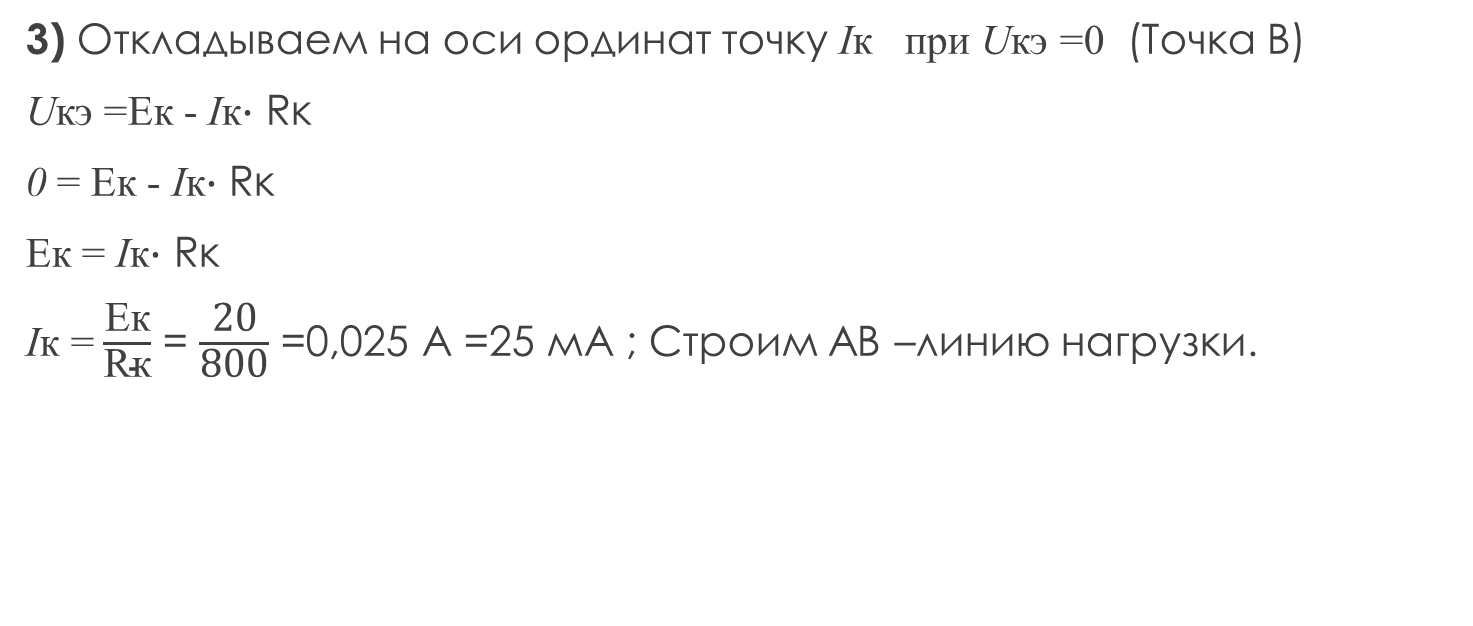 3) Откладываем на оси ординат точку Iк при Uкэ =0 (Точка В)
Uкэ =Ек - Iк· Rк
0 = Ек - Iк· Rк
Ек = Iк· Rк
Iк = Ек/Rк = 20/800 =0,025 А =25 мА ; Строим АВ –линию нагрузки.